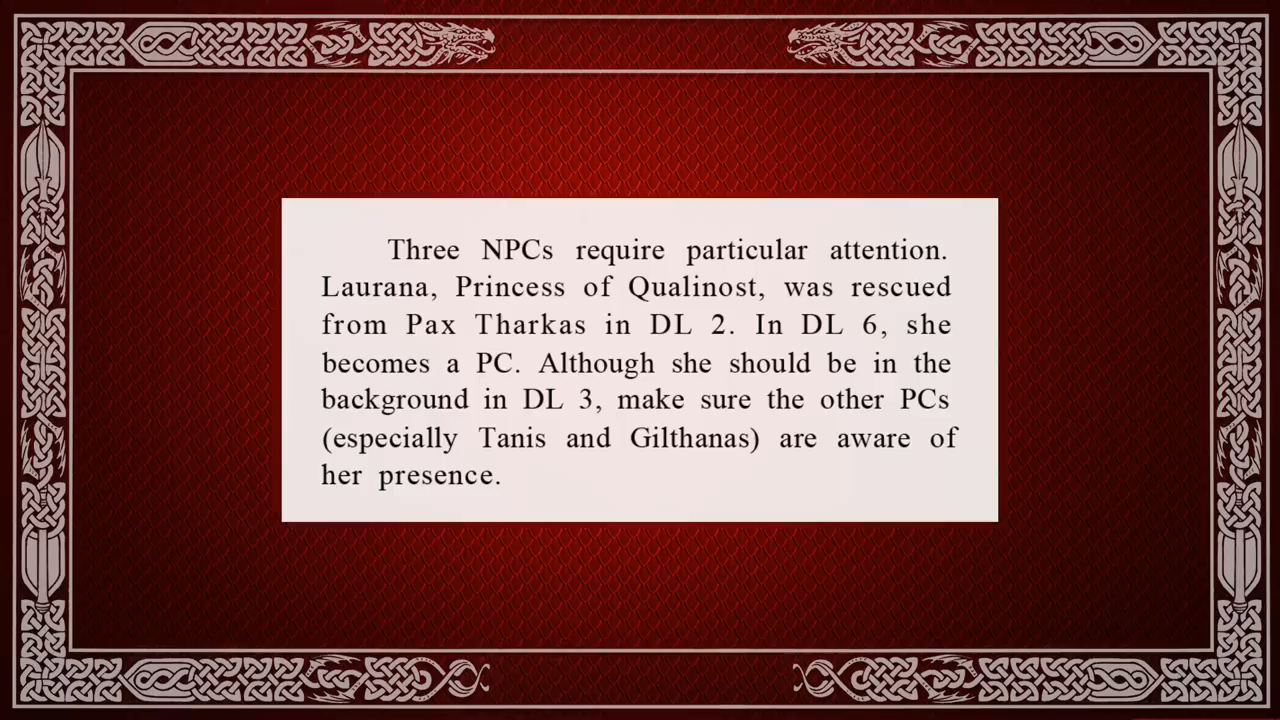 Three NPCs require particular attention.
Laurana, Princess of Qualinost, was rescued
from Pax Tharkas in DL 2. In DL 6, she
becomes a PC. Although she should be in the
background in DL 3, make sure the other PCs
(especially Tanis and Gilthanas) are aware of
her presence.